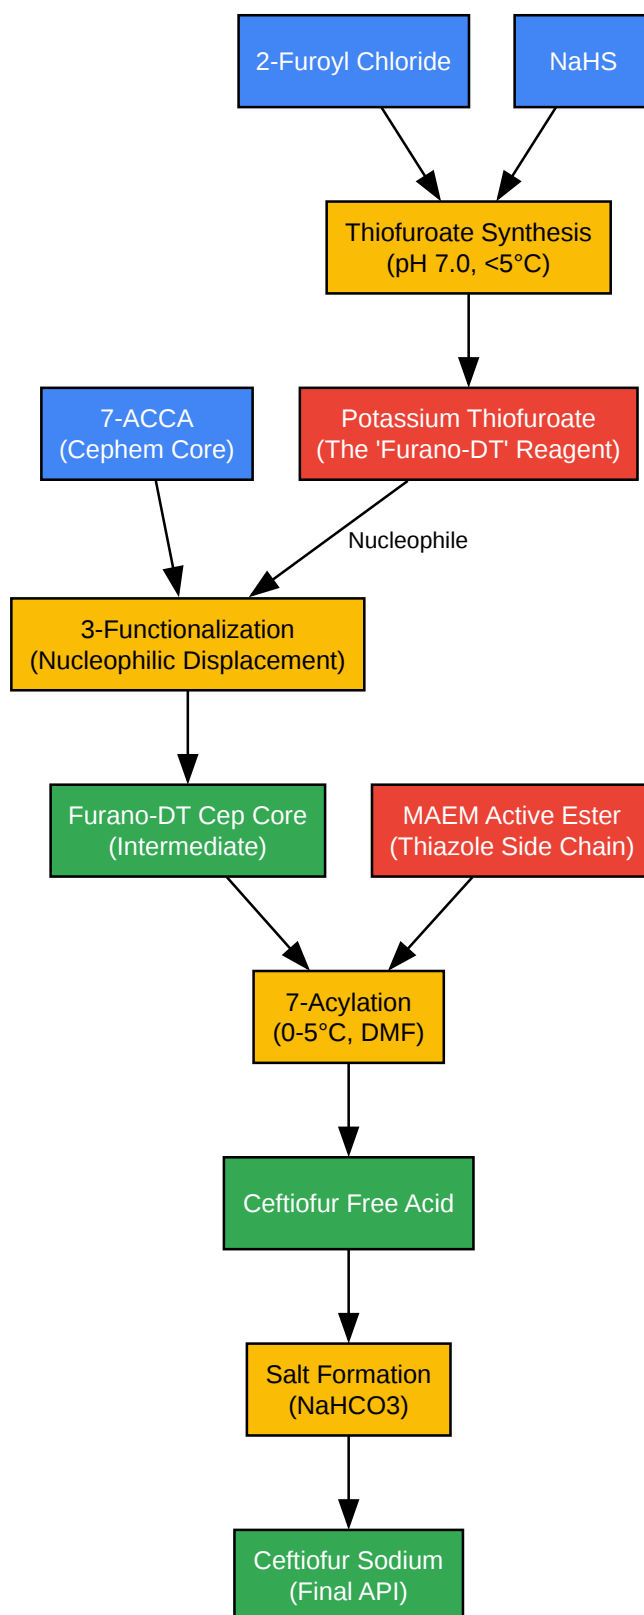 2-Furoyl Chloride
NaHS
Thiofuroate Synthesis
(pH 7.0, <5°C)
7-ACCA
(Cephem Core)
Potassium Thiofuroate
(The 'Furano-DT' Reagent)
Nucleophile
3-Functionalization
(Nucleophilic Displacement)
Furano-DT Cep Core
(Intermediate)
MAEM Active Ester
(Thiazole Side Chain)
7-Acylation
(0-5°C, DMF)
Ceftiofur Free Acid
Salt Formation
(NaHCO3)
Ceftiofur Sodium
(Final API)